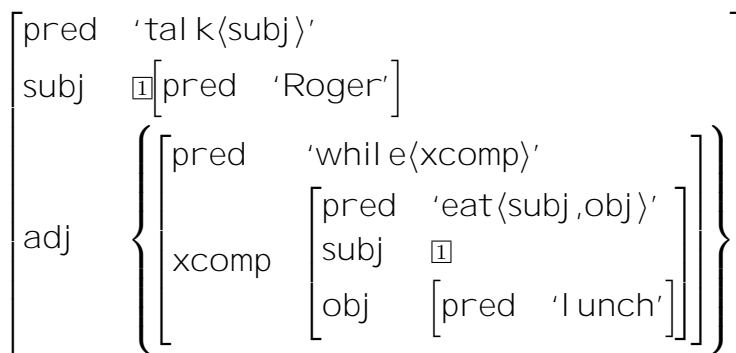 pred ‘talk⟨subj⟩’
subj 1[pred ‘Roger’]
pred ‘while⟨xcomp⟩’
pred ‘eat⟨subj,obj⟩’
adj xcomp subj 1
obj [pred ‘lunch’]